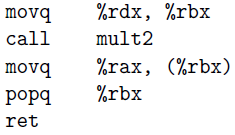 movq %rdx, %rbx
call mult2
movq %rax, (%rbx)
popq %rbx
ret